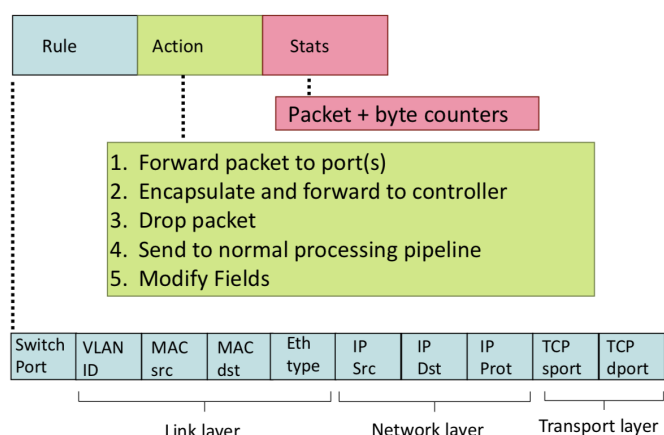 Rule Action Stats
Packet + byte counters
1. Forward packet to port(s)
2. Encapsulate and forward to controller
3. Drop packet
4. Send to normal processing pipeline
5. Modify Fields
Switch VLAN MAC MAC Eth IP IP IP TCP TCP
Port ID src dst type Src Dst Prot sport dport
Link layer Network layer Transport layer